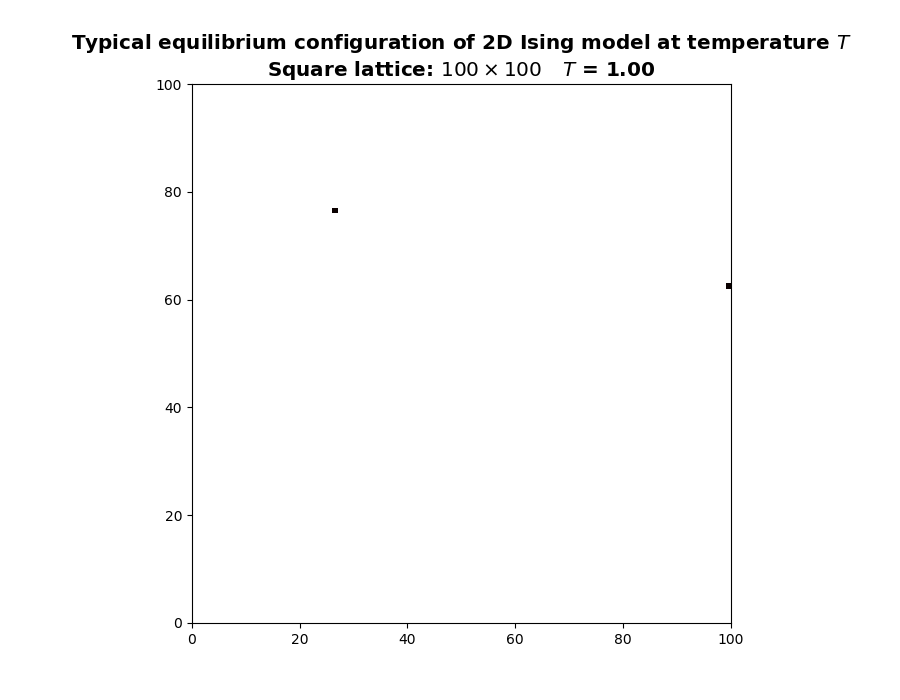 Typical equilibrium configuration of 2D Ising model at temperature T
Square lattice: 100 × 100 T = 1.00
100
80
60
40
20
0
0 20 40 60 80 100